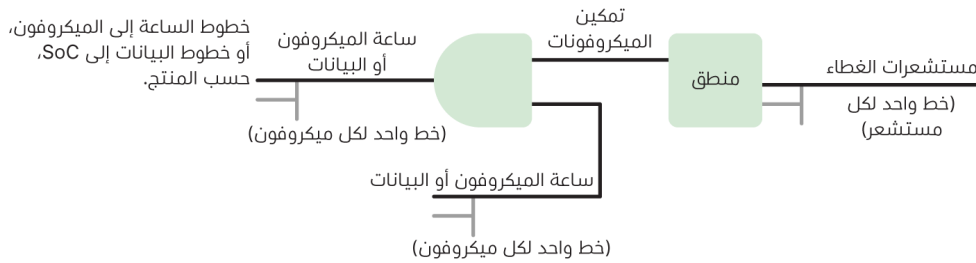 مستشعرات الغطاء
(خط واحد لكل
مستشعر)
منطق
تمكين
الميكروفونات
ساعة الميكروفون
أو البيانات
(خط واحد لكل ميكروفون)
خطوط الساعة إلى الميكروفون،
أو خطوط البيانات إلى SoC،
حسب المنتج.
ساعة الميكروفون أو البيانات
(خط واحد لكل ميكروفون)